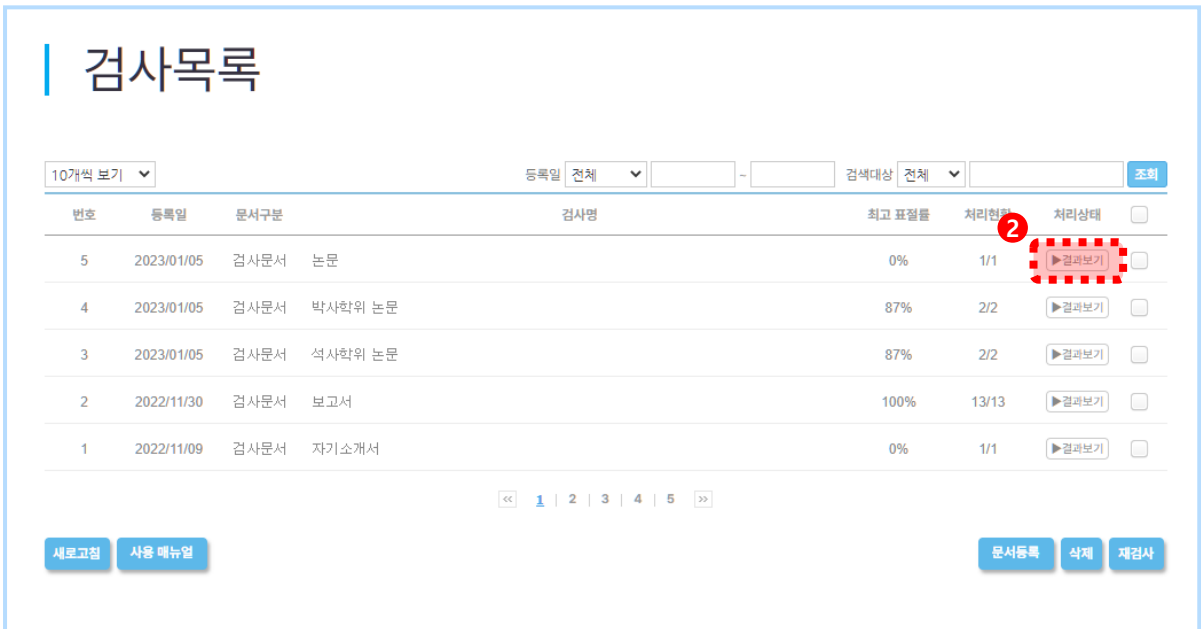 검사목록
10개씩 보기 등록일 전체 ~ 검색대상 전체 조회
번호 등록일 문서구분 검사명 최고 표절률 처리현황 처리상태
2
5 2023/01/05 검사문서 논문 0% 1/1 ▶결과보기
4 2023/01/05 검사문서 박사학위 논문 87% 2/2 ▶결과보기
3 2023/01/05 검사문서 석사학위 논문 87% 2/2 ▶결과보기
2 2022/11/30 검사문서 보고서 100% 13/13 ▶결과보기
1 2022/11/09 검사문서 자기소개서 0% 1/1 ▶결과보기
<< 1 | 2 | 3 | 4 | 5 >>
새로고침 사용 매뉴얼 문서등록 삭제 재검사